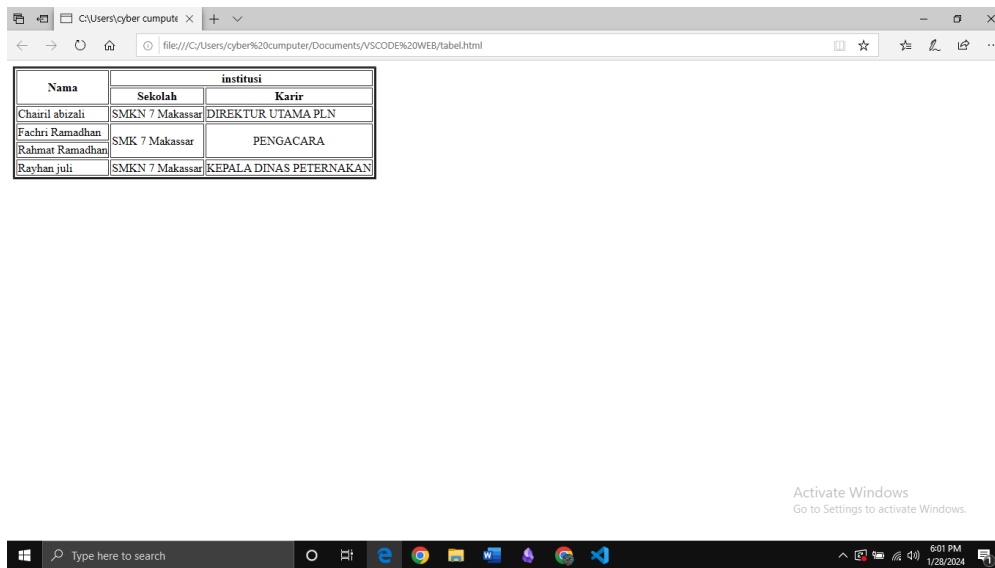 C:\Users\cyber cumpute
file:///C:/Users/cyber%20cumputer/Documents/VSCODE%20WEB/tabel.html
Nama institusi
Sekolah Karir
Chairil abizali SMKN 7 Makassar DIREKTUR UTAMA PLN
Fachri Ramadhan SMK 7 Makassar PENGACARA
Rahmat Ramadhan
Rayhan juli SMKN 7 Makassar KEPALA DINAS PETERNAKAN
Activate Windows
Go to Settings to activate Windows.
Type here to search
6:01 PM
1/28/2024